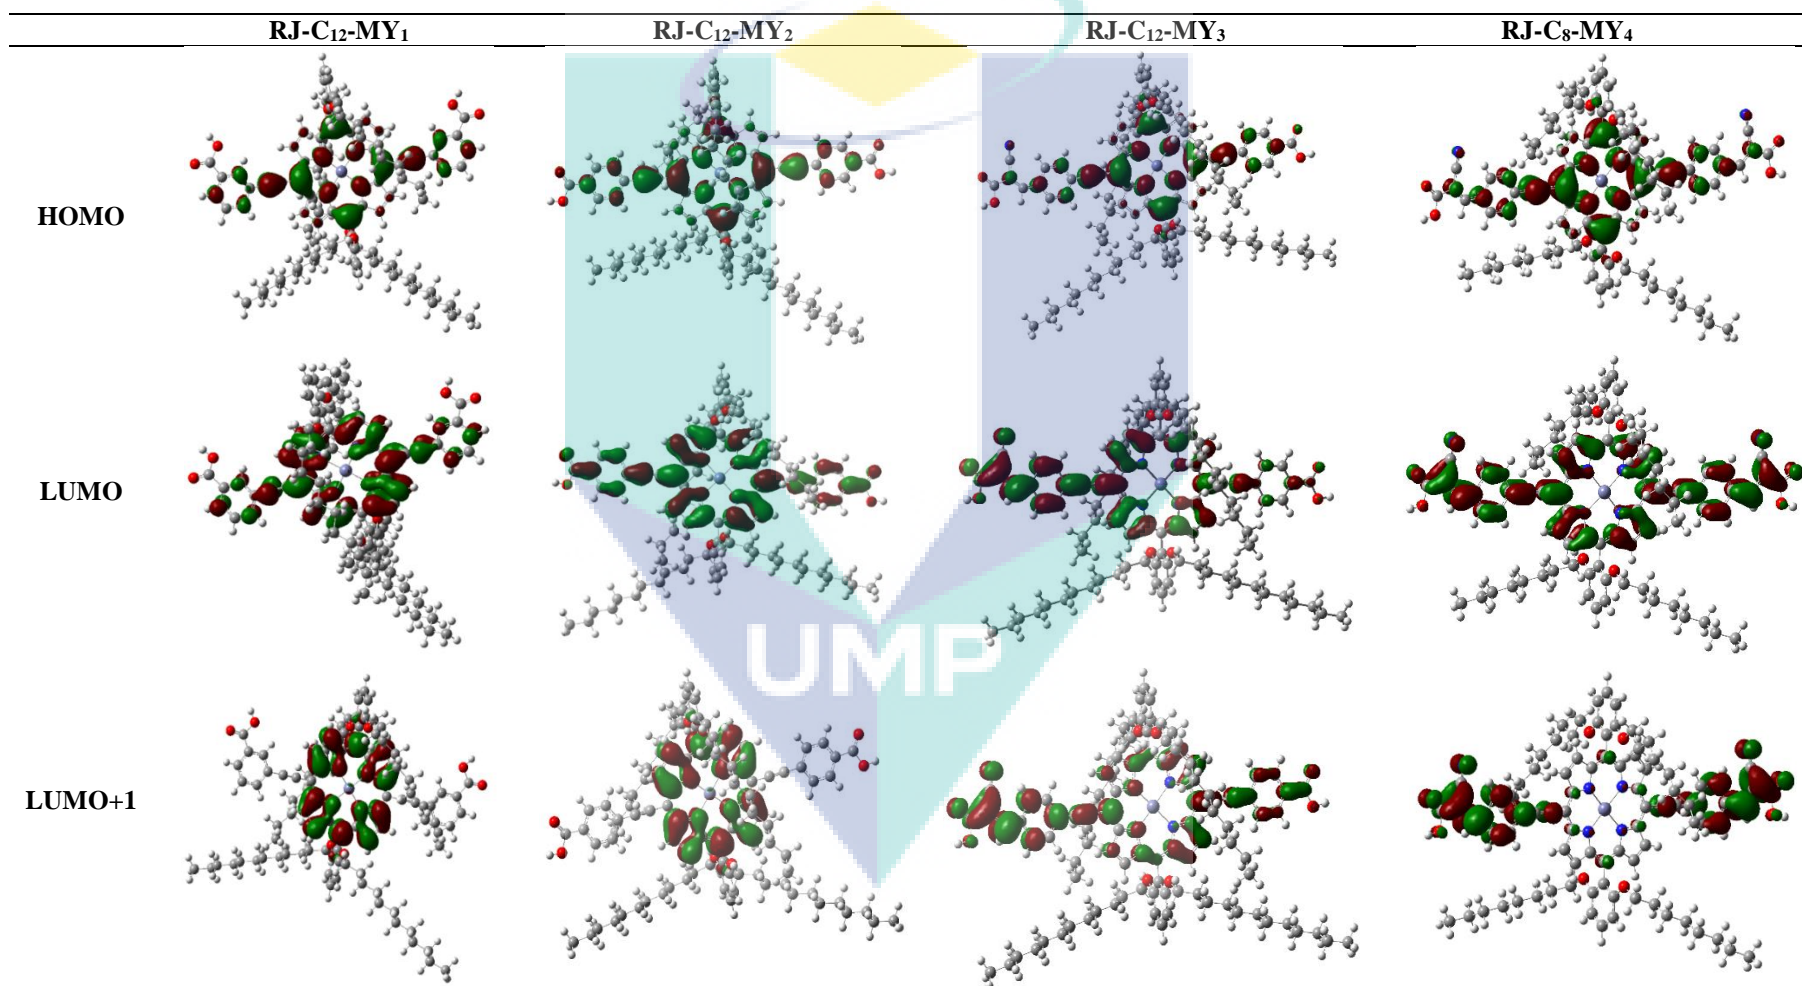 RJ-C₁₂-MY₁ RJ-C₁₂-MY₂ RJ-C₁₂-MY₃ RJ-C₈-MY₄
HOMO
LUMO
UMP
LUMO+1